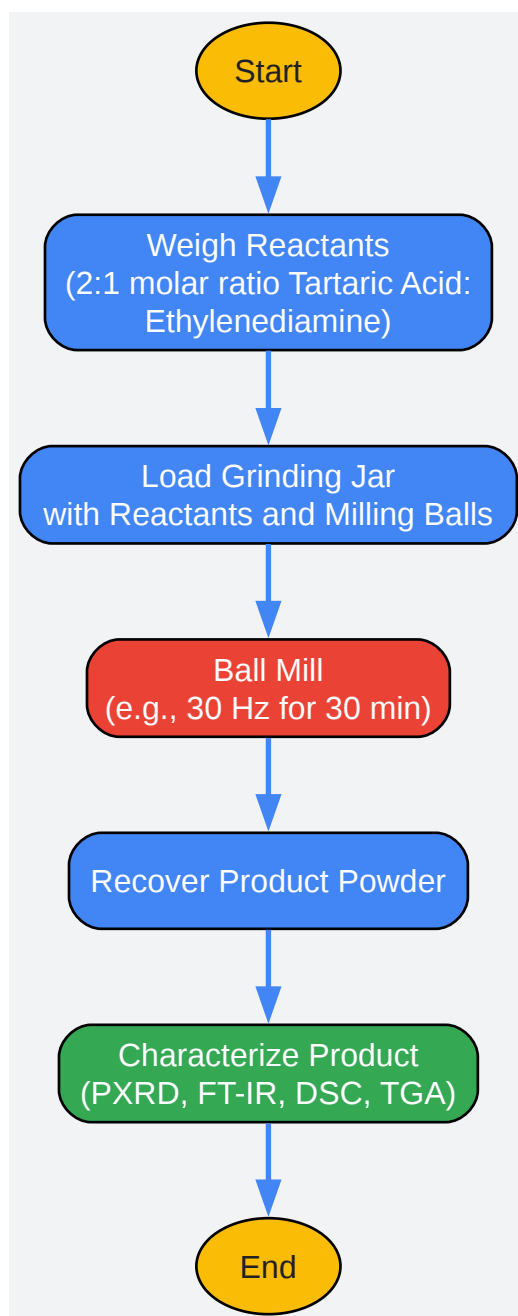 Start
Weigh Reactants
(2:1 molar ratio Tartaric Acid:
Ethylenediamine)
Load Grinding Jar
with Reactants and Milling Balls
Ball Mill
(e.g., 30 Hz for 30 min)
Recover Product Powder
Characterize Product
(PXRD, FT-IR, DSC, TGA)
End